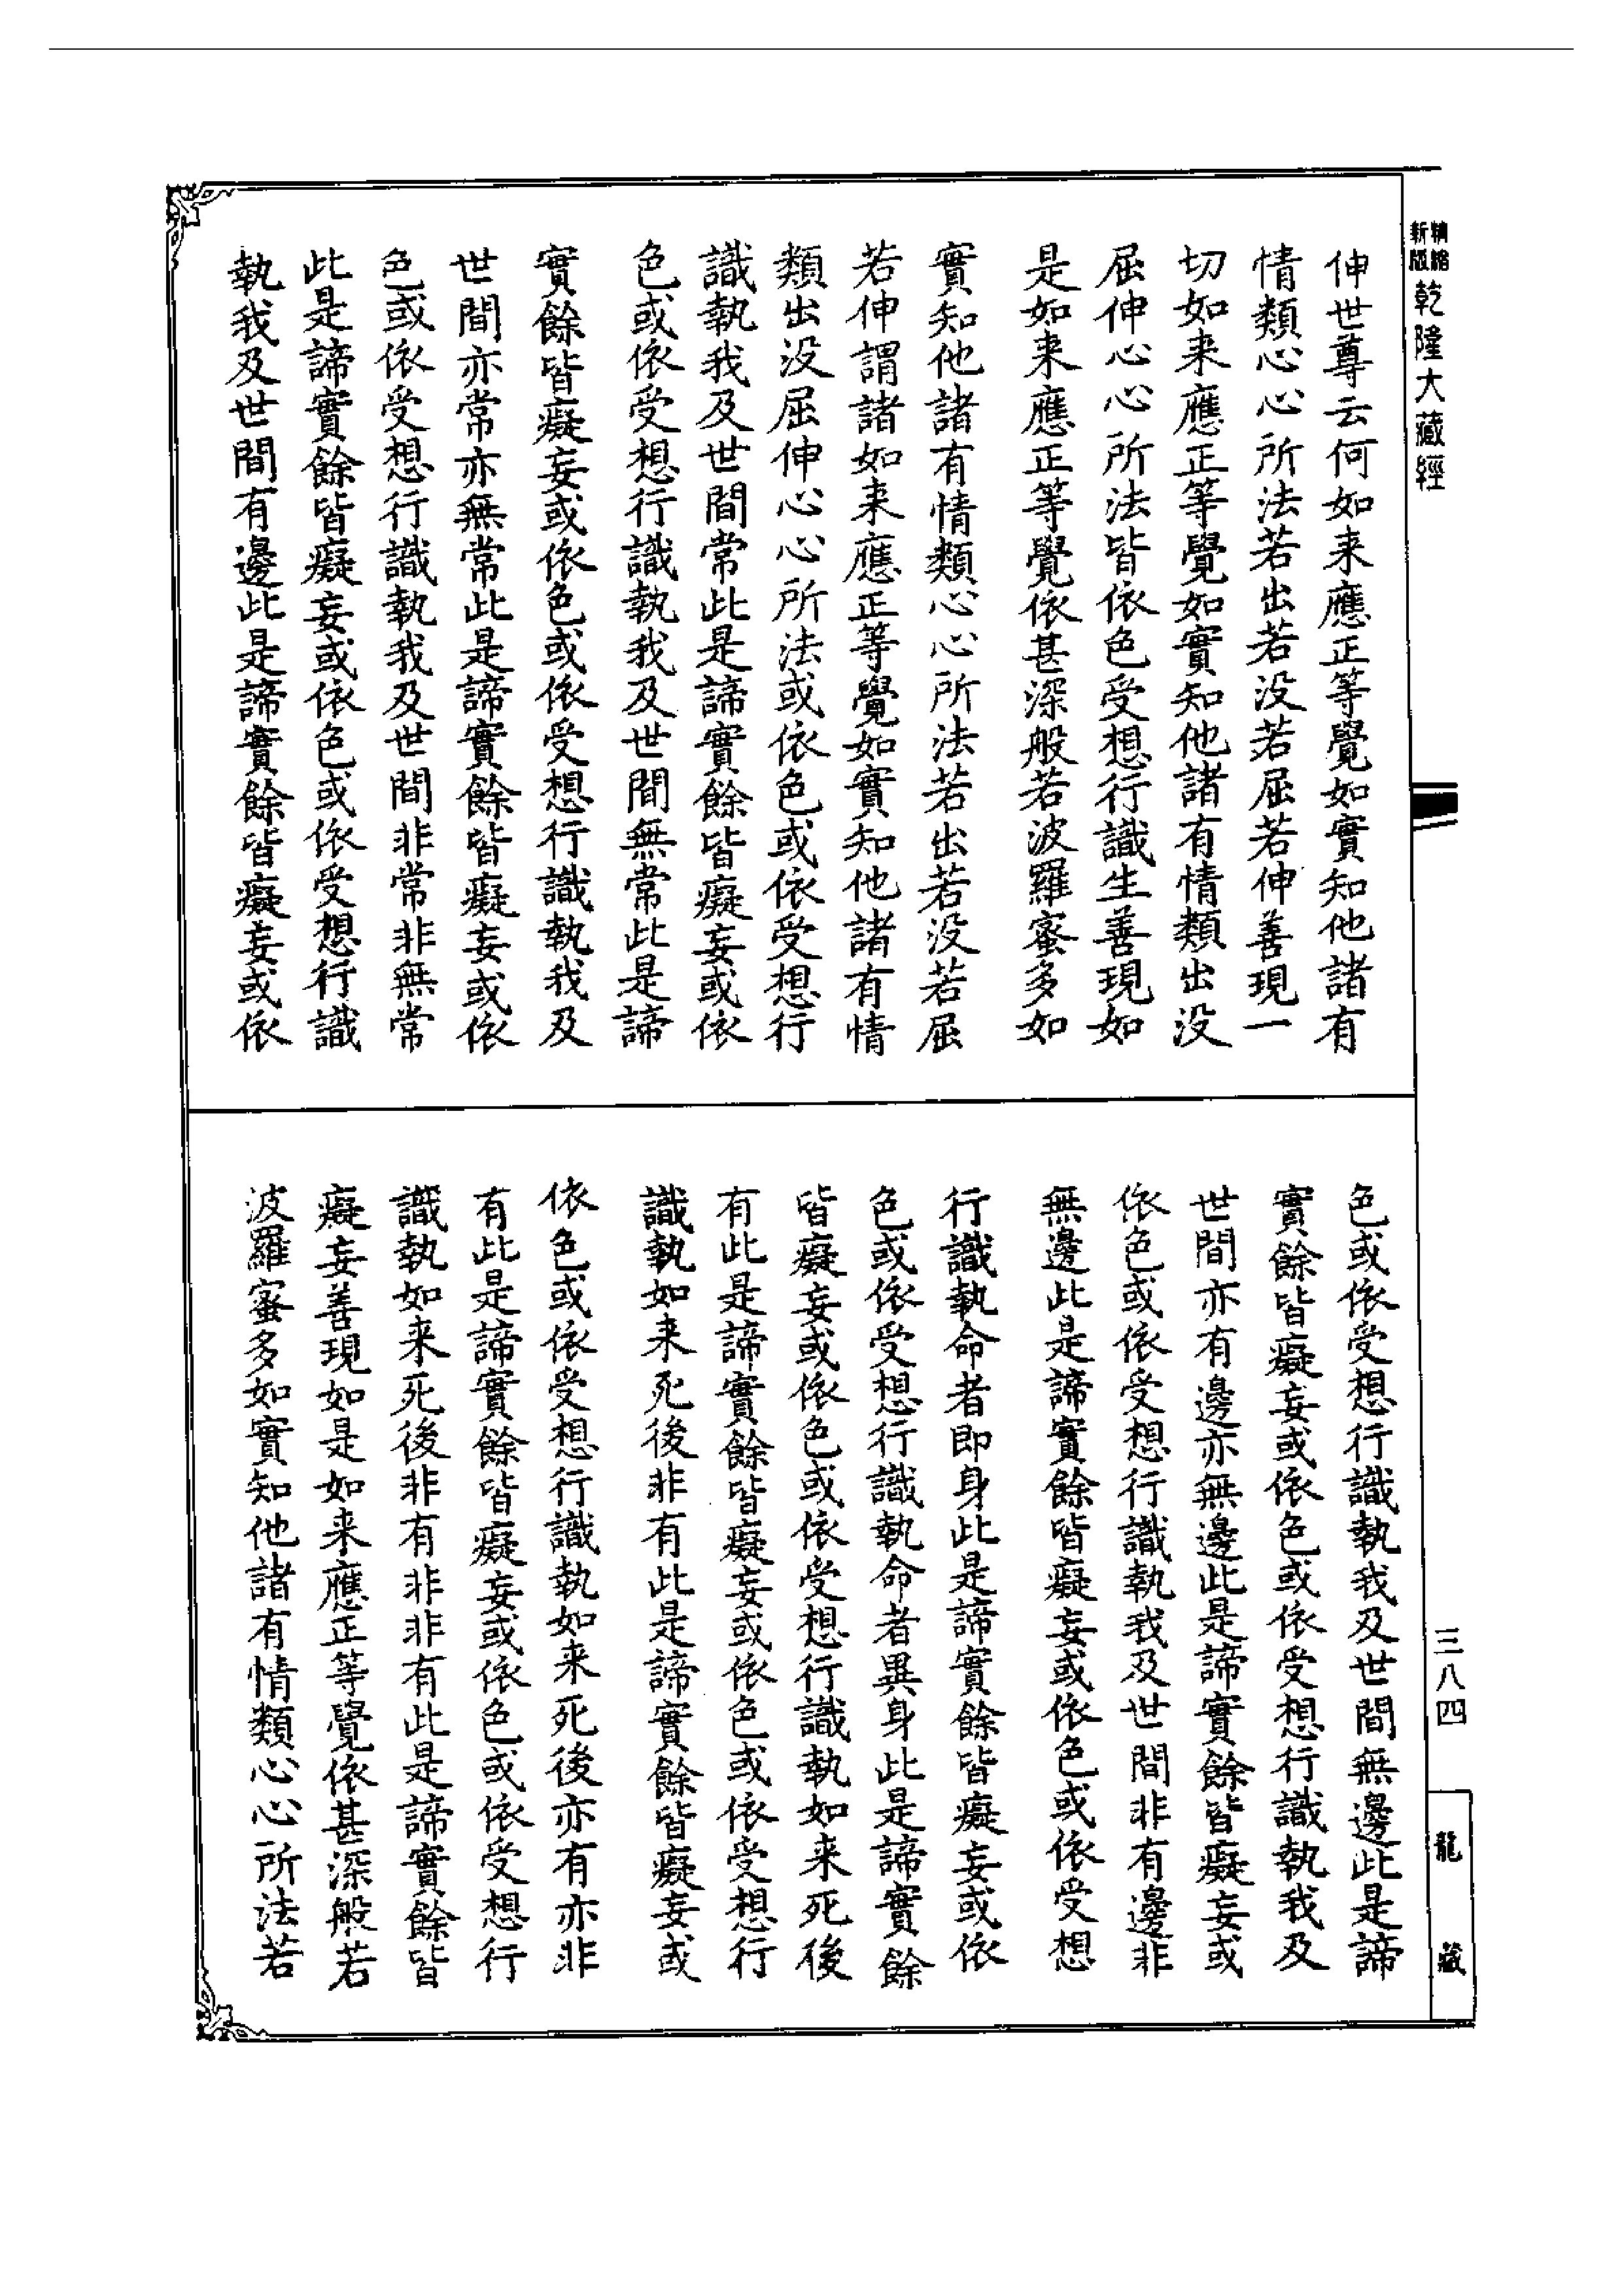 精縮
新版
乾隆大藏經
伸世尊云何如来應正等覺如實知他諸有
情類心心所法若出若没若屈若伸善現一
切如来應正等覺如實知他諸有情類出没
屈伸心心所法皆依色受想行識生善現如
是如来應正等覺依甚深般若波羅蜜多如
實知他諸有情類心心所法若出若没若屈
若伸謂諸如来應正等覺如實知他諸有情
類出没屈伸心心所法或依色或依受想行
識執我及世間常此是諦實餘皆癡妄或依
色或依受想行識執我及世間無常此是諦
實餘皆癡妄或依色或依受想行識執我及
世間亦常亦無常此是諦實餘皆癡妄或依
色或依受想行識執我及世間非常非無常
此是諦實餘皆癡妄或依色或依受想行識
執我及世間有邊此是諦實餘皆癡妄或依
色或依受想行識執我及世間無邊此是諦
實餘皆癡妄或依色或依受想行識執我及
世間亦有邊亦無邊此是諦實餘皆癡妄或
依色或依受想行識執我及世間非有邊非
無邊此是諦實餘皆癡妄或依色或依受想
行識執命者即身此是諦實餘皆癡妄或依
色或依受想行識執命者異身此是諦實餘
皆癡妄或依色或依受想行識執如来死後
有此是諦實餘皆癡妄或依色或依受想行
識執如来死後非有此是諦實餘皆癡妄或
依色或依受想行識執如来死後亦有亦非
有此是諦實餘皆癡妄或依色或依受想行
識執如来死後非有非非有此是諦實餘皆
癡妄善現如是如来應正等覺依甚深般若
波羅蜜多如實知他諸有情類心心所法若
三八四
龍藏